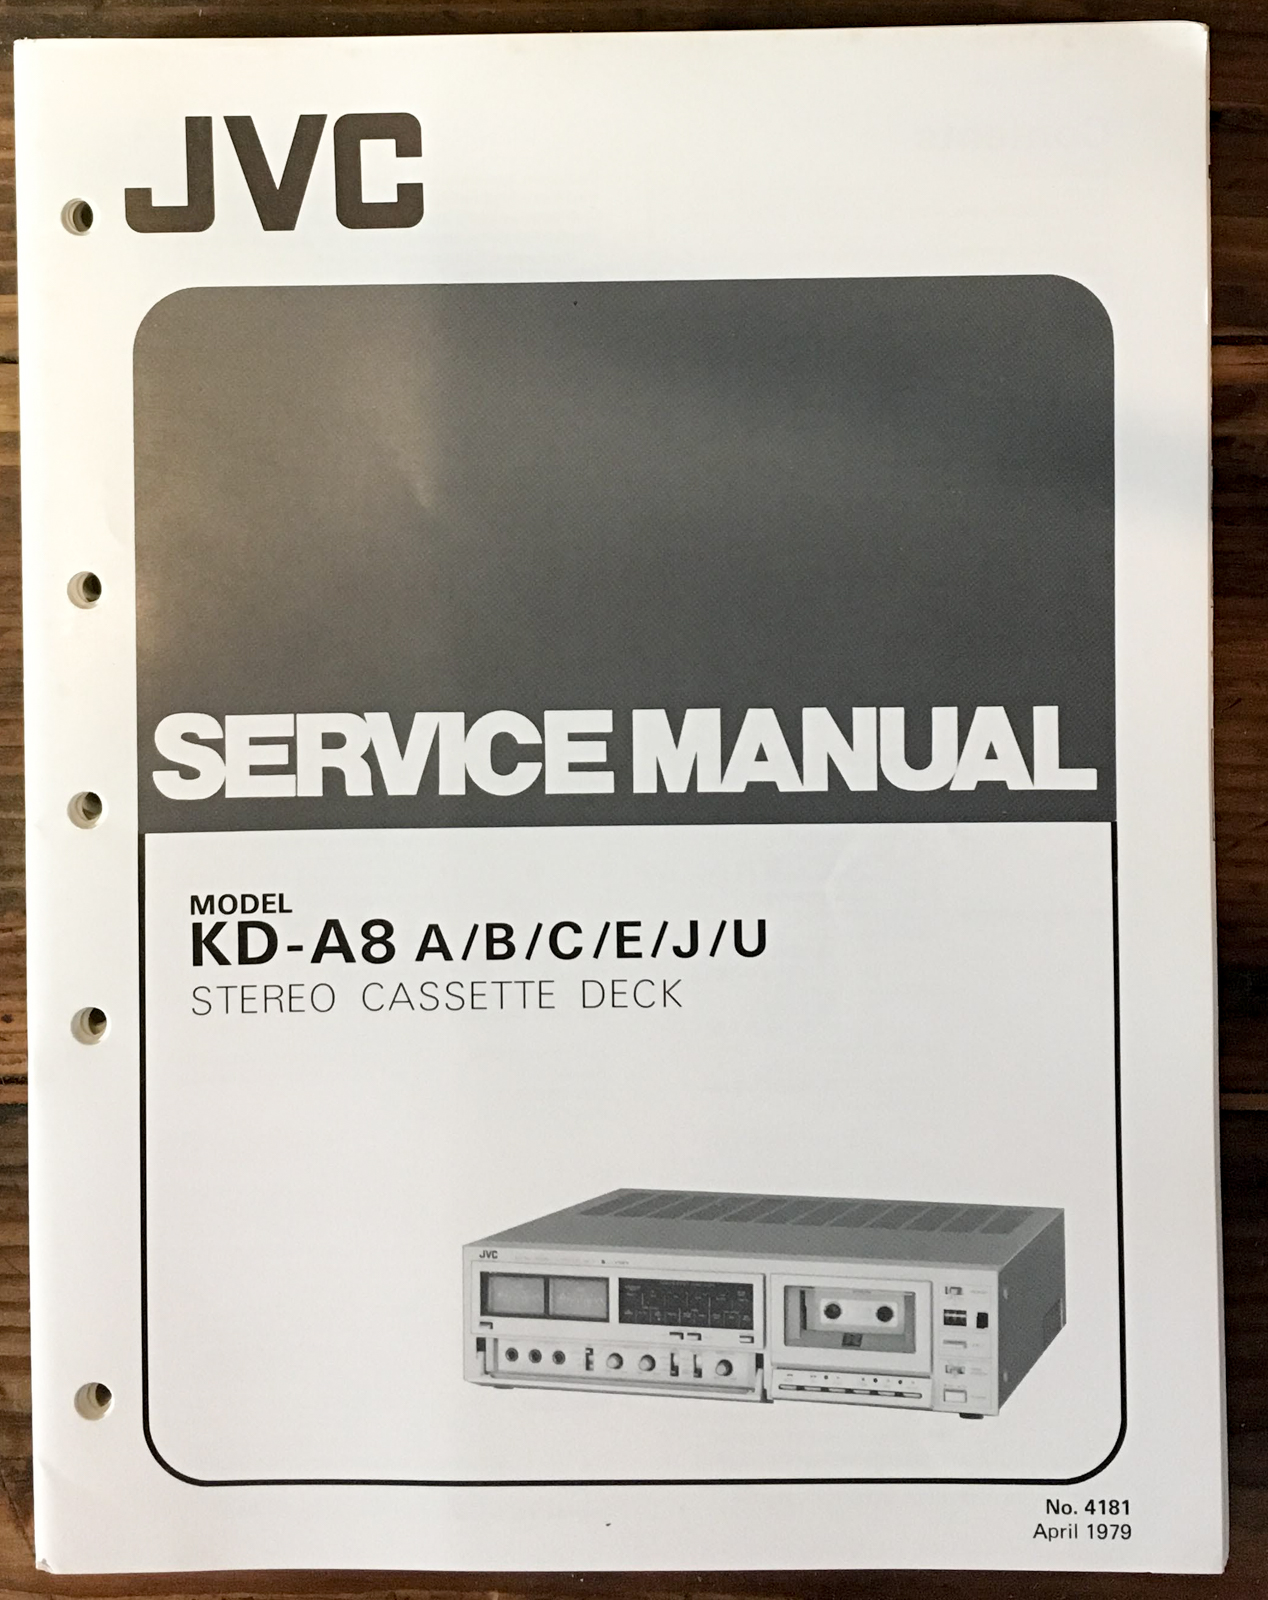 JVC
SERVICE MANUAL
MODEL
KD-A8 A/B/C/E/J/U
STEREO CASSETTE DECK
JVC
No. 4181
April 1979